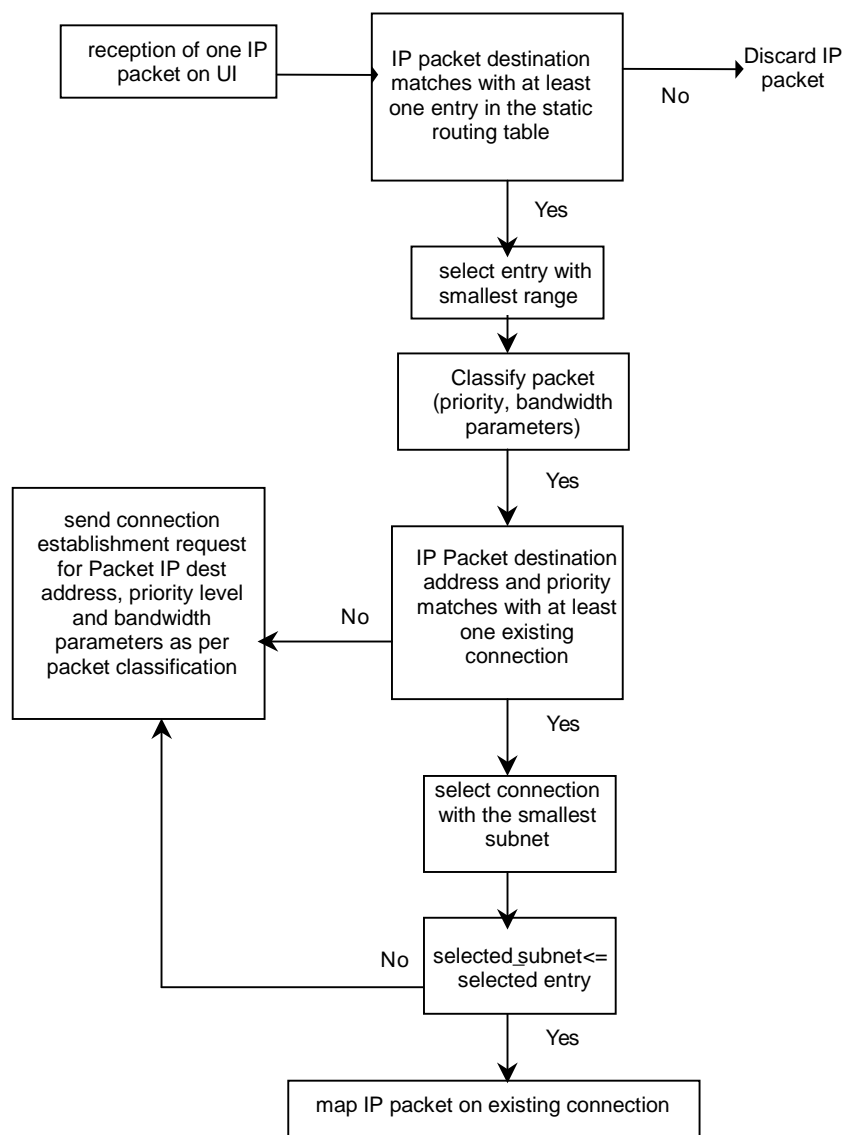 reception of one IP
packet on UI
IP packet destination
matches with at least
one entry in the static
routing table
No
Discard IP
packet
Yes
select entry with
smallest range
Classify packet
(priority, bandwidth
parameters)
Yes
send connection
establishment request
for Packet IP dest
address, priority level
and bandwidth
parameters as per
packet classification
No
IP Packet destination
address and priority
matches with at least
one existing
connection
Yes
select connection
with the smallest
subnet
No
selected_subnet<=
selected entry
Yes
map IP packet on existing connection